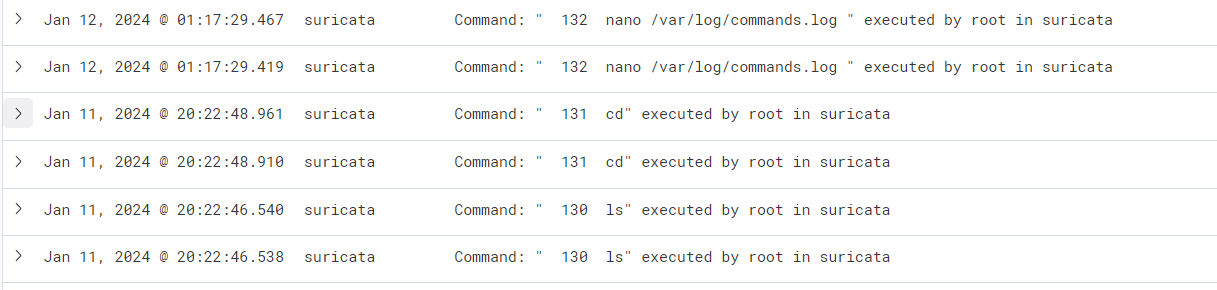 Jan 12, 2024 @ 01:17:29.467 suricata Command: "  132  nano /var/log/commands.log " executed by root in suricata
Jan 12, 2024 @ 01:17:29.419 suricata Command: "  132  nano /var/log/commands.log " executed by root in suricata
Jan 11, 2024 @ 20:22:48.961 suricata Command: "  131  cd" executed by root in suricata
Jan 11, 2024 @ 20:22:48.910 suricata Command: "  131  cd" executed by root in suricata
Jan 11, 2024 @ 20:22:46.540 suricata Command: "  130  ls" executed by root in suricata
Jan 11, 2024 @ 20:22:46.538 suricata Command: "  130  ls" executed by root in suricata